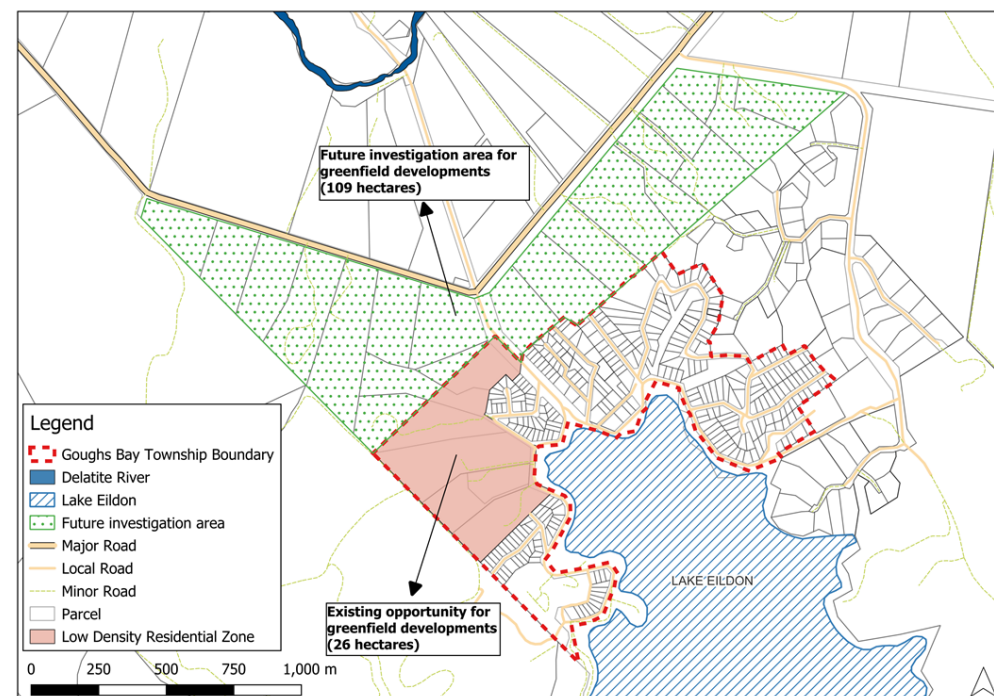 Future investigation area for
greenfield developments
(109 hectares)
LAKE EILDON
Existing opportunity for
greenfield developments
(26 hectares)
Legend
Goughs Bay Township Boundary
Delatite River
Lake Eildon
Future investigation area
Major Road
Local Road
Minor Road
Parcel
Low Density Residential Zone
0 250 500 750 1,000 m